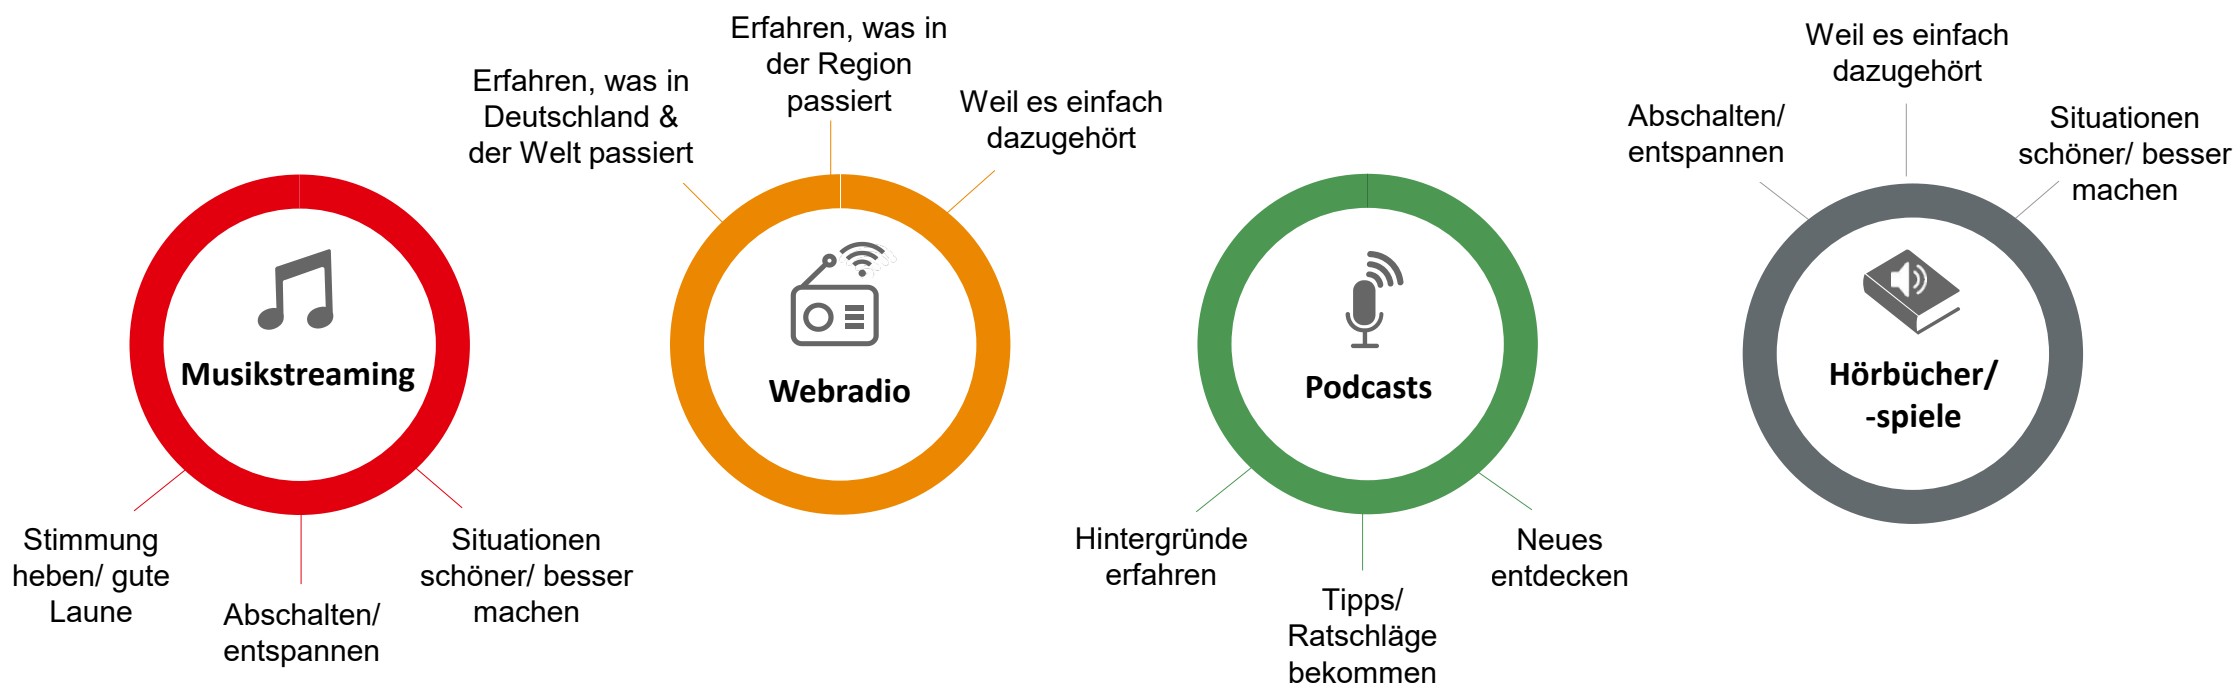 Musikstreaming
Stimmung
heben/ gute
Laune
Abschalten/
entspannen
Situationen
schöner/ besser
machen
Erfahren, was in
Deutschland &
der Welt passiert
Erfahren, was in
der Region
passiert
Weil es einfach
dazugehört
Webradio
Podcasts
Hintergründe
erfahren
Tipps/
Ratschläge
bekommen
Neues
entdecken
Abschalten/
entspannen
Weil es einfach
dazugehört
Situationen
schöner/ besser
machen
Hörbücher/
-spiele